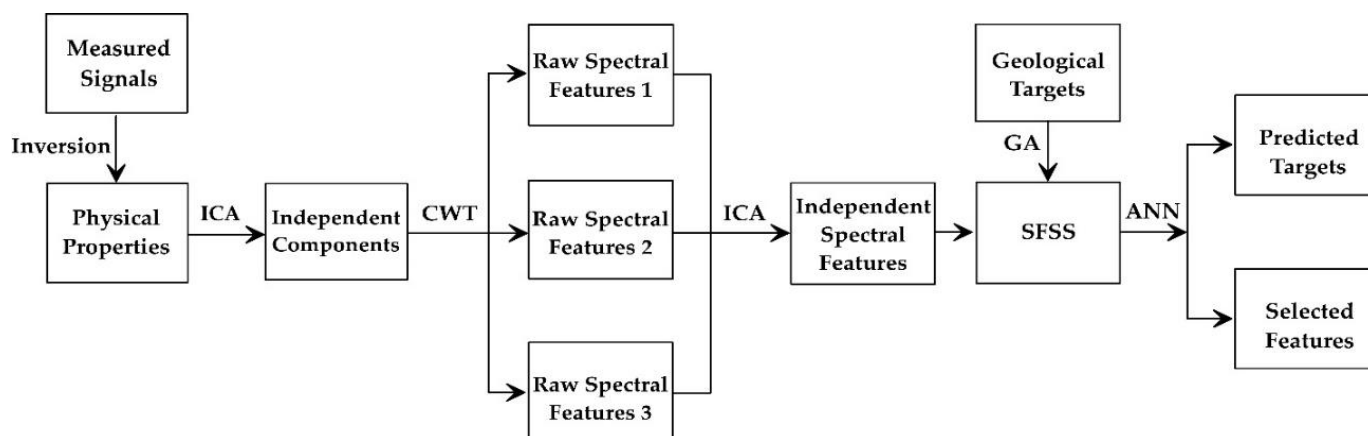 Measured
Signals
Inversion
Physical
Properties
ICA
Independent
Components
CWT
Raw Spectral
Features 1
Raw Spectral
Features 2
Raw Spectral
Features 3
ICA
Independent
Spectral
Features
Geological
Targets
GA
SFSS
ANN
Predicted
Targets
Selected
Features